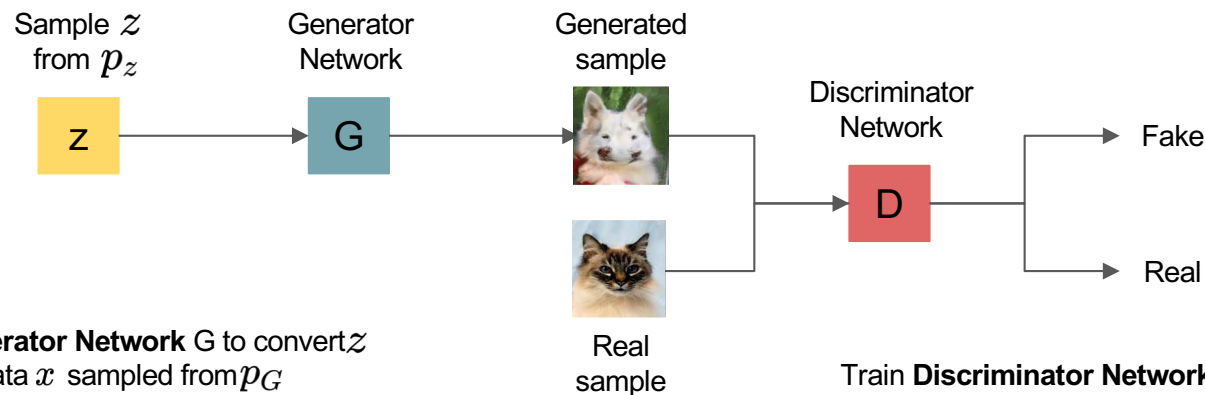 Sample z
from p_z
Generator
Network
Generated
sample
Discriminator
Network
z
G
D
Fake
Real
Real
sample
erator Network G to convert z
ata x sampled from p_G
Train Discriminator Network